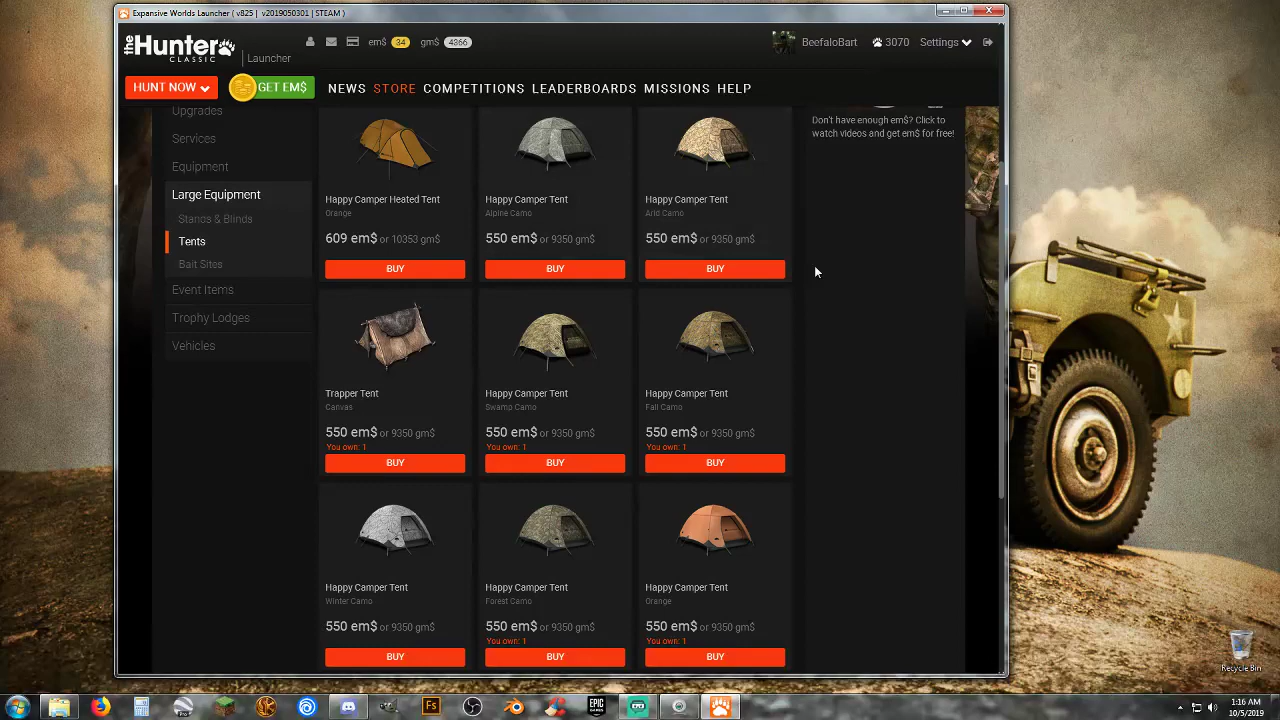 Expansive Worlds Launcher ( v825 | v2019050301 | STEAM )
theHunter CLASSIC Launcher
em$ 34 gm$ 4366
BeefaloBart 3070 Settings
HUNT NOW GET EM$ NEWS STORE COMPETITIONS LEADERBOARDS MISSIONS HELP
Upgrades
Services
Equipment
Large Equipment
Stands & Blinds
Tents
Bait Sites
Event Items
Trophy Lodges
Vehicles
Happy Camper Heated Tent
Orange
609 em$ or 10353 gm$
BUY
Happy Camper Tent
Alpine Camo
550 em$ or 9350 gm$
BUY
Happy Camper Tent
Arid Camo
550 em$ or 9350 gm$
BUY
Trapper Tent
Canvas
550 em$ or 9350 gm$
You own: 1
BUY
Happy Camper Tent
Swamp Camo
550 em$ or 9350 gm$
You own: 1
BUY
Happy Camper Tent
Fall Camo
550 em$ or 9350 gm$
You own: 1
BUY
Happy Camper Tent
Winter Camo
550 em$ or 9350 gm$
BUY
Happy Camper Tent
Forest Camo
550 em$ or 9350 gm$
You own: 1
BUY
Happy Camper Tent
Orange
550 em$ or 9350 gm$
You own: 1
BUY
Don't have enough em$? Click to
watch videos and get em$ for free!
Recycle Bin
Fs
EPIC
GAMES
1:16 AM
10/5/2019